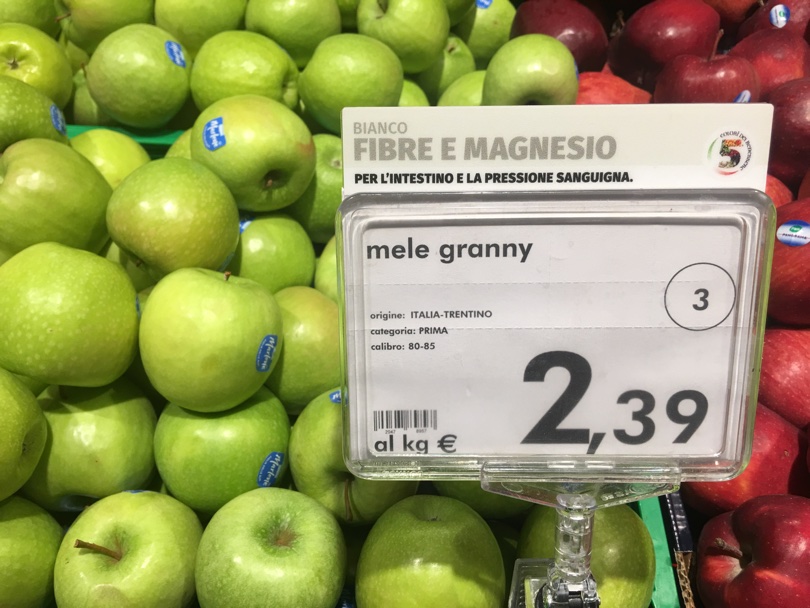 BIANCO
FIBRE E MAGNESIO
PER L'INTESTINO E LA PRESSIONE SANGUIGNA.
5
mele granny
3
origine: ITALIA-TRENTINO
categoria: PRIMA
calibro: 80-85
2,39
al kg €